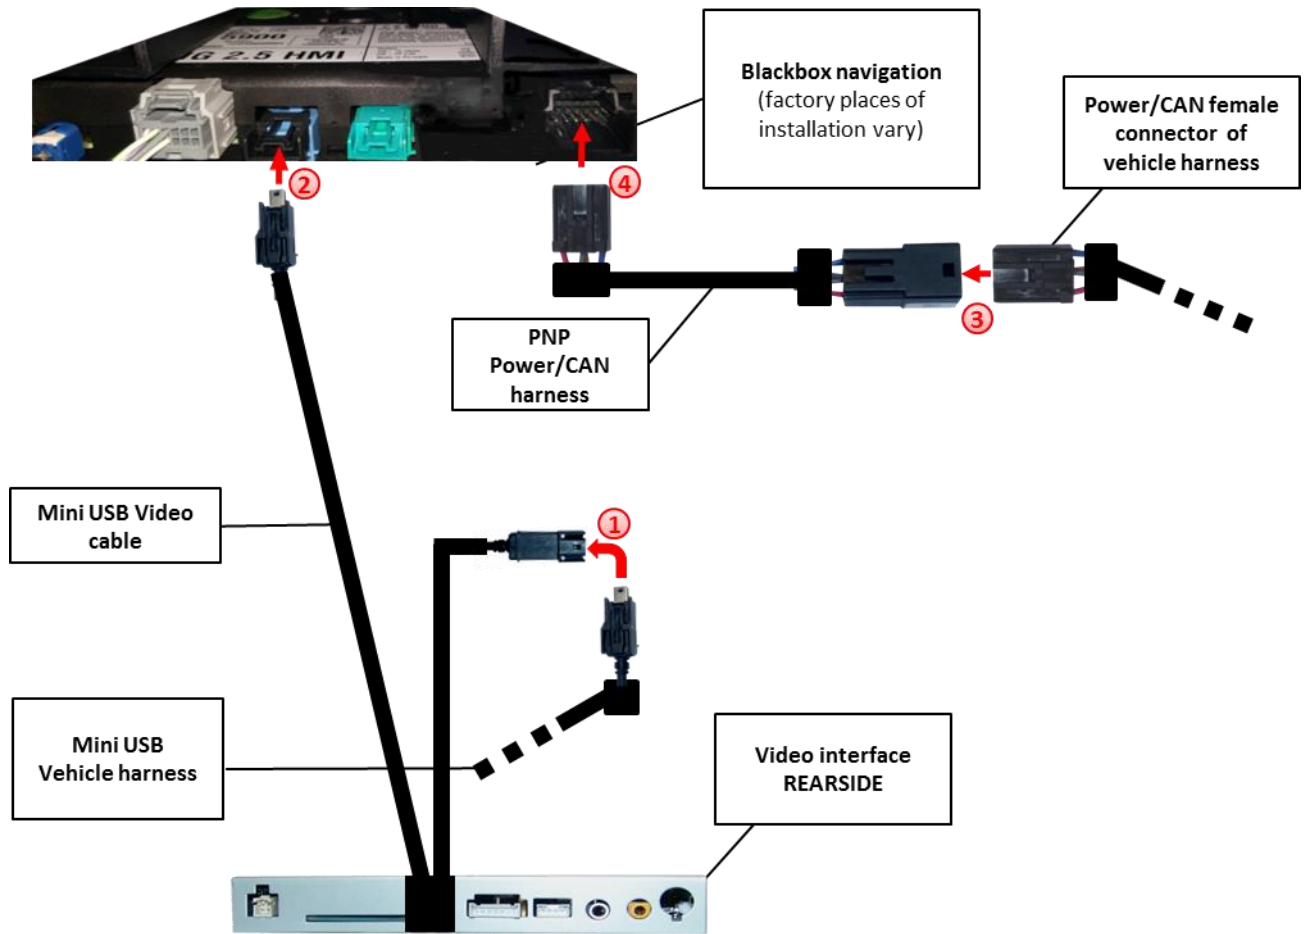 5900
G 2.5 HMI
Blackbox navigation
(factory places of
installation vary)
Power/CAN female
connector of
vehicle harness
2
4
3
PNP
Power/CAN
harness
Mini USB Video
cable
1
Mini USB
Vehicle harness
Video interface
REARSIDE